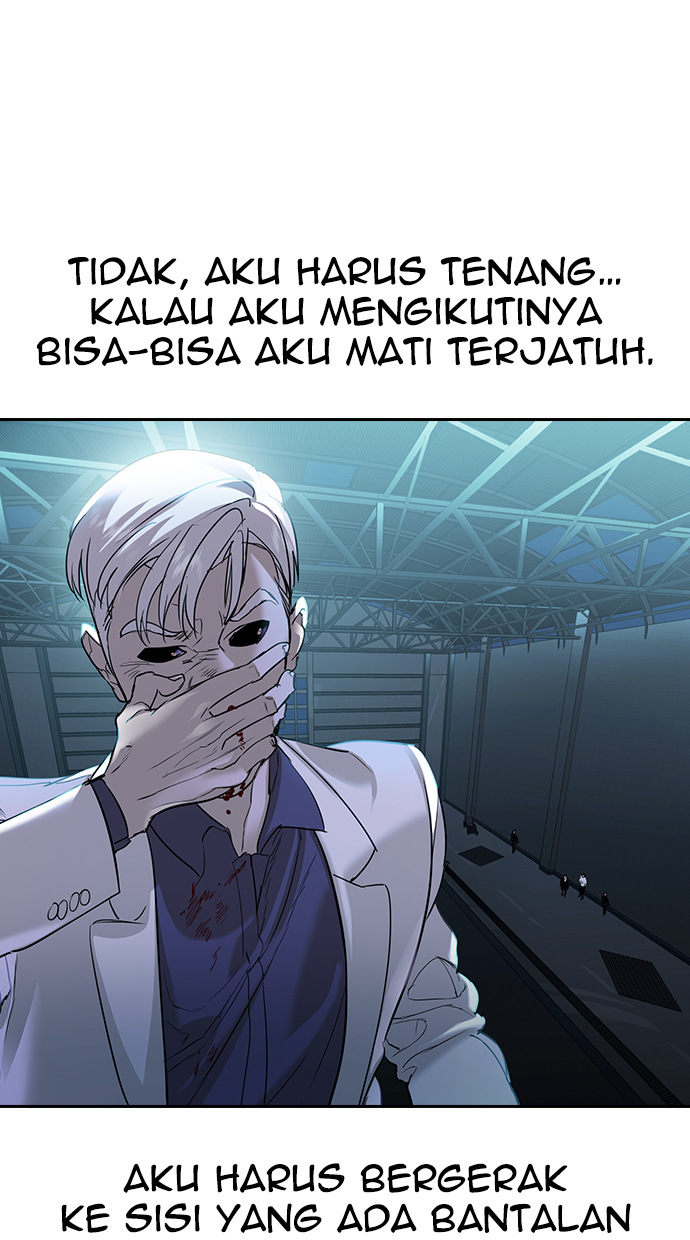 TIDAK, AKU HARUS TENANG...
KALAU AKU MENGIKUTINYA
BISA-BISA AKU MATI TERJATUH.
AKU HARUS BERGERAK
KE SISI YANG ADA BANTALAN